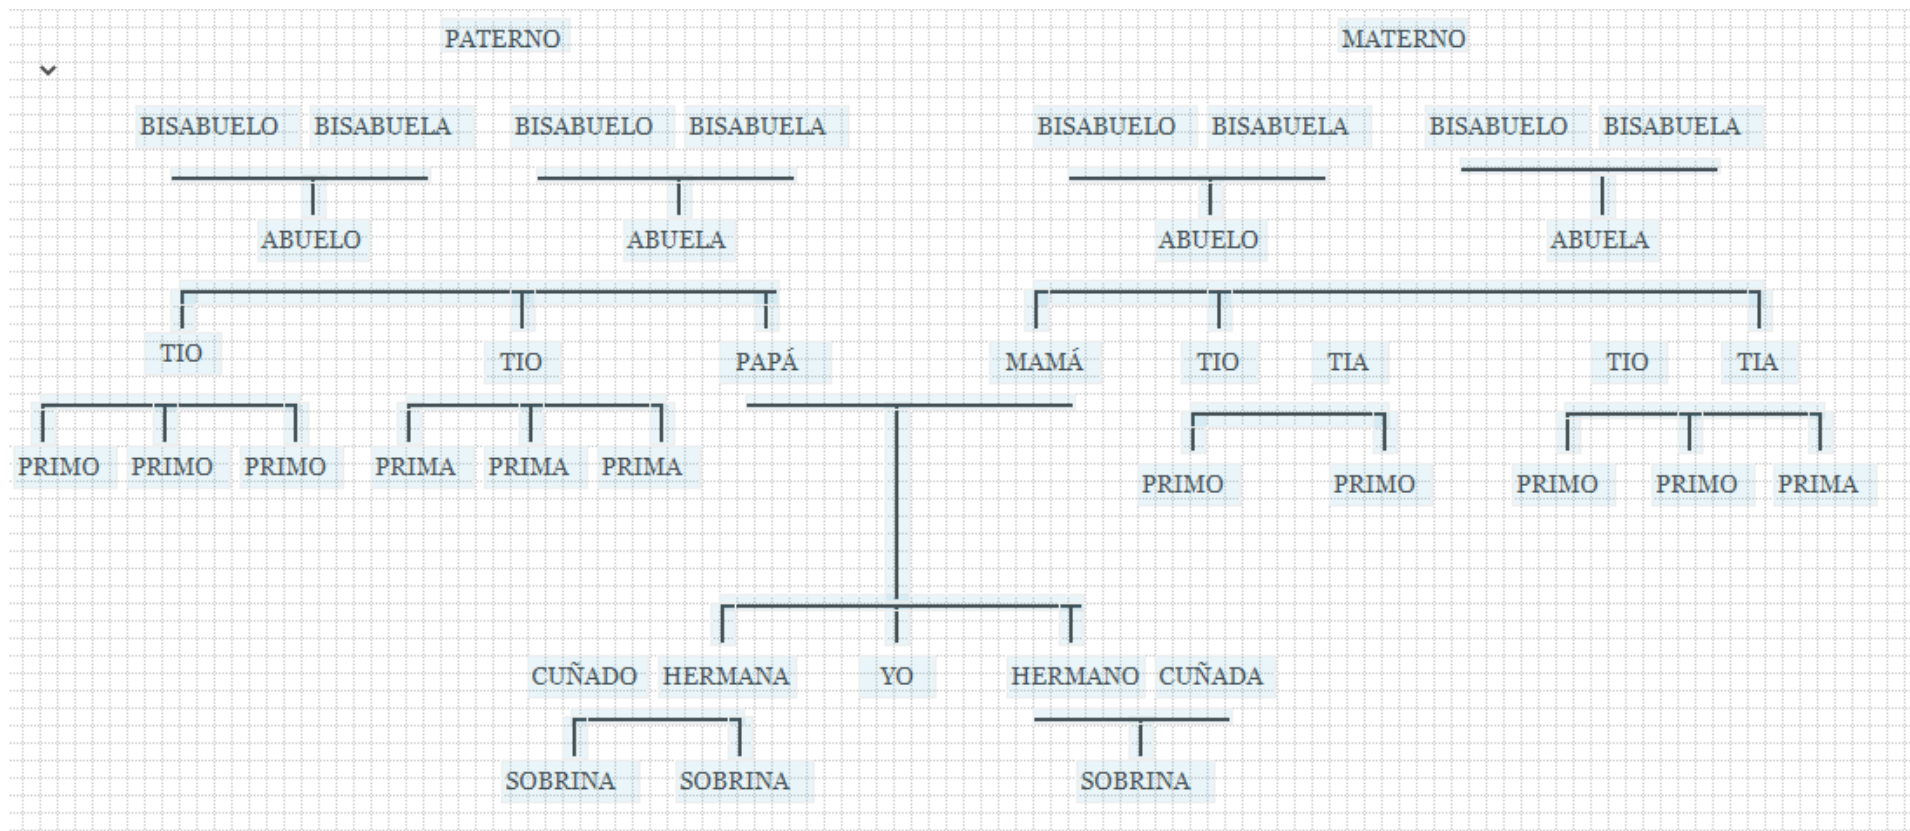 PATERNO MATERNO
BISABUELO BISABUELA BISABUELO BISABUELA BISABUELO BISABUELA BISABUELO BISABUELA
ABUELO ABUELA ABUELO ABUELA
TIO TIO PAPÁ MAMÁ TIO TIA TIO TIA
PRIMO PRIMO PRIMO PRIMA PRIMA PRIMA PRIMO PRIMO PRIMO PRIMO PRIMA
CUÑADO HERMANA YO HERMANO CUÑADA
SOBRINA SOBRINA SOBRINA